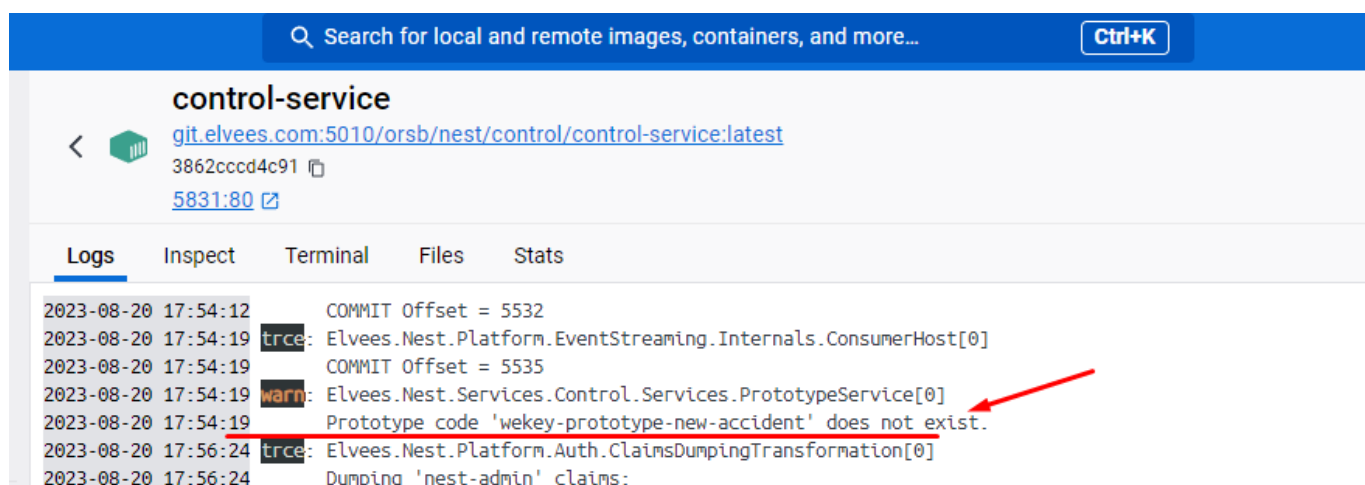 Search for local and remote images, containers, and more... Ctrl+K
control-service
git.elvees.com:5010/orsb/nest/control/control-service:latest
3862cccd4c91
5831:80
Logs Inspect Terminal Files Stats
2023-08-20 17:54:12 COMMIT Offset = 5532
2023-08-20 17:54:19 trce: Elvees.Nest.Platform.EventStreaming.Internals.ConsumerHost[0]
2023-08-20 17:54:19 COMMIT Offset = 5535
2023-08-20 17:54:19 warn: Elvees.Nest.Services.Control.Services.PrototypeService[0]
2023-08-20 17:54:19 Prototype code 'wekey-prototype-new-accident' does not exist.
2023-08-20 17:56:24 trce: Elvees.Nest.Platform.Auth.ClaimsDumpingTransformation[0]
2023-08-20 17:56:24 Dumping 'nest-admin' claims: